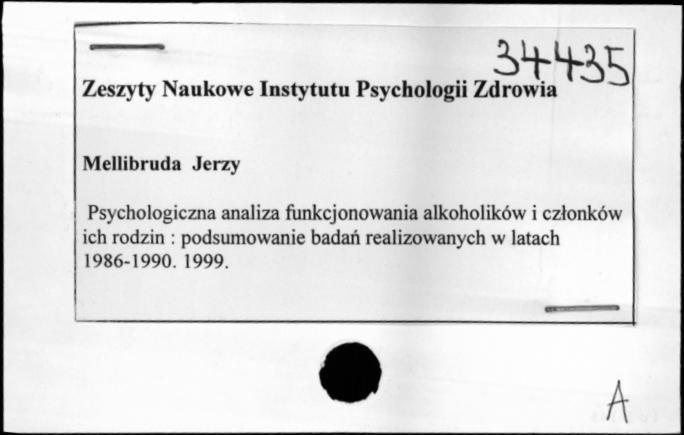 34435
Zeszyty Naukowe Instytutu Psychologii Zdrowia
Mellibruda Jerzy
Psychologiczna analiza funkcjonowania alkoholików i członków
ich rodzin : podsumowanie badań realizowanych w latach
1986-1990. 1999.
A